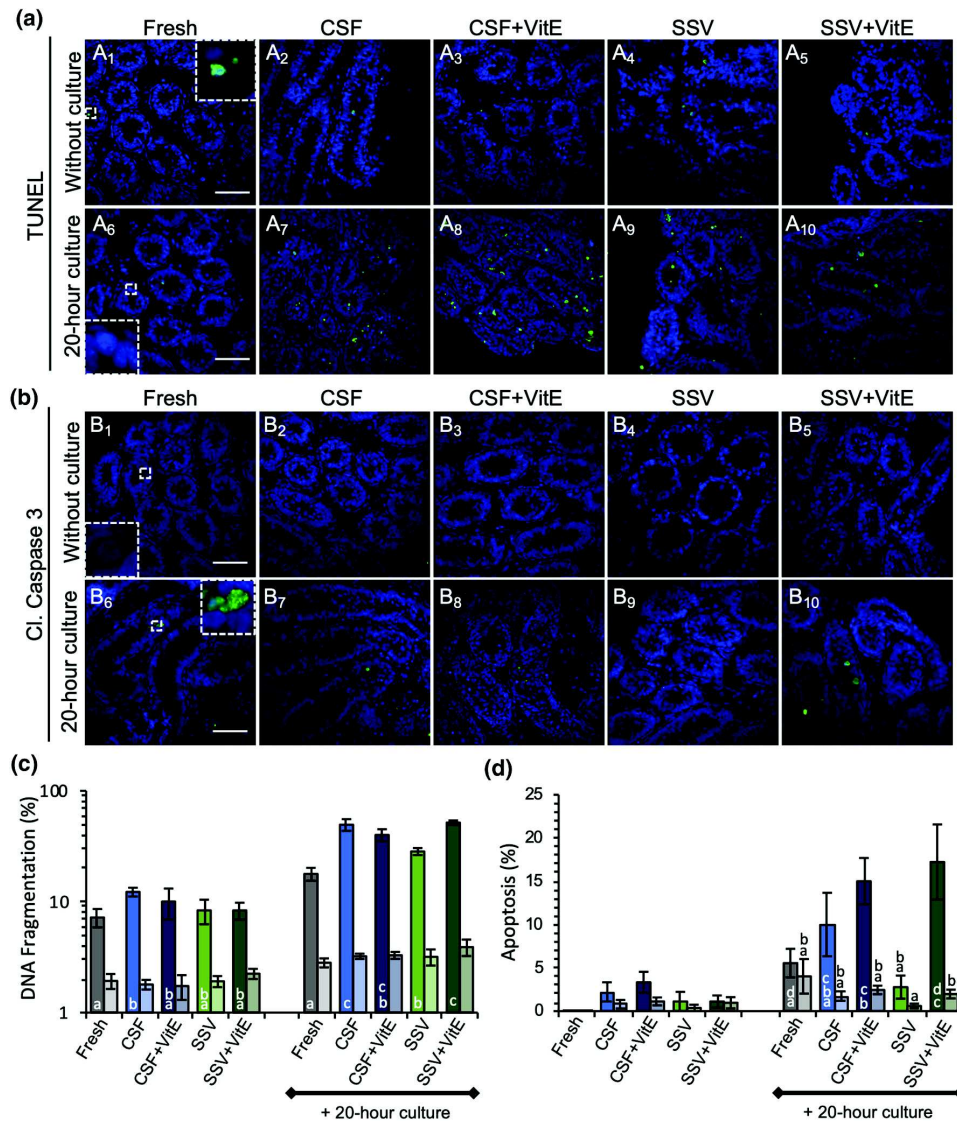 (a)
Fresh CSF CSF+VitE SSV SSV+VitE
TUNEL
Without culture
A1 A2 A3 A4 A5
20-hour culture
A6 A7 A8 A9 A10
(b)
Fresh CSF CSF+VitE SSV SSV+VitE
Cl. Caspase 3
Without culture
B1 B2 B3 B4 B5
20-hour culture
B6 B7 B8 B9 B10
(c)
DNA Fragmentation (%)
100
10
1
a b b a b a b a a c c b b c
Fresh CSF CSF+VitE SSV SSV+VitE Fresh CSF CSF+VitE SSV SSV+VitE
+ 20-hour culture
(d)
Apoptosis (%)
25
20
15
10
5
0
d a b a c b a b a c b b a b a b a d c b a
Fresh CSF CSF+VitE SSV SSV+VitE Fresh CSF CSF+VitE SSV SSV+VitE
+ 20-hour culture